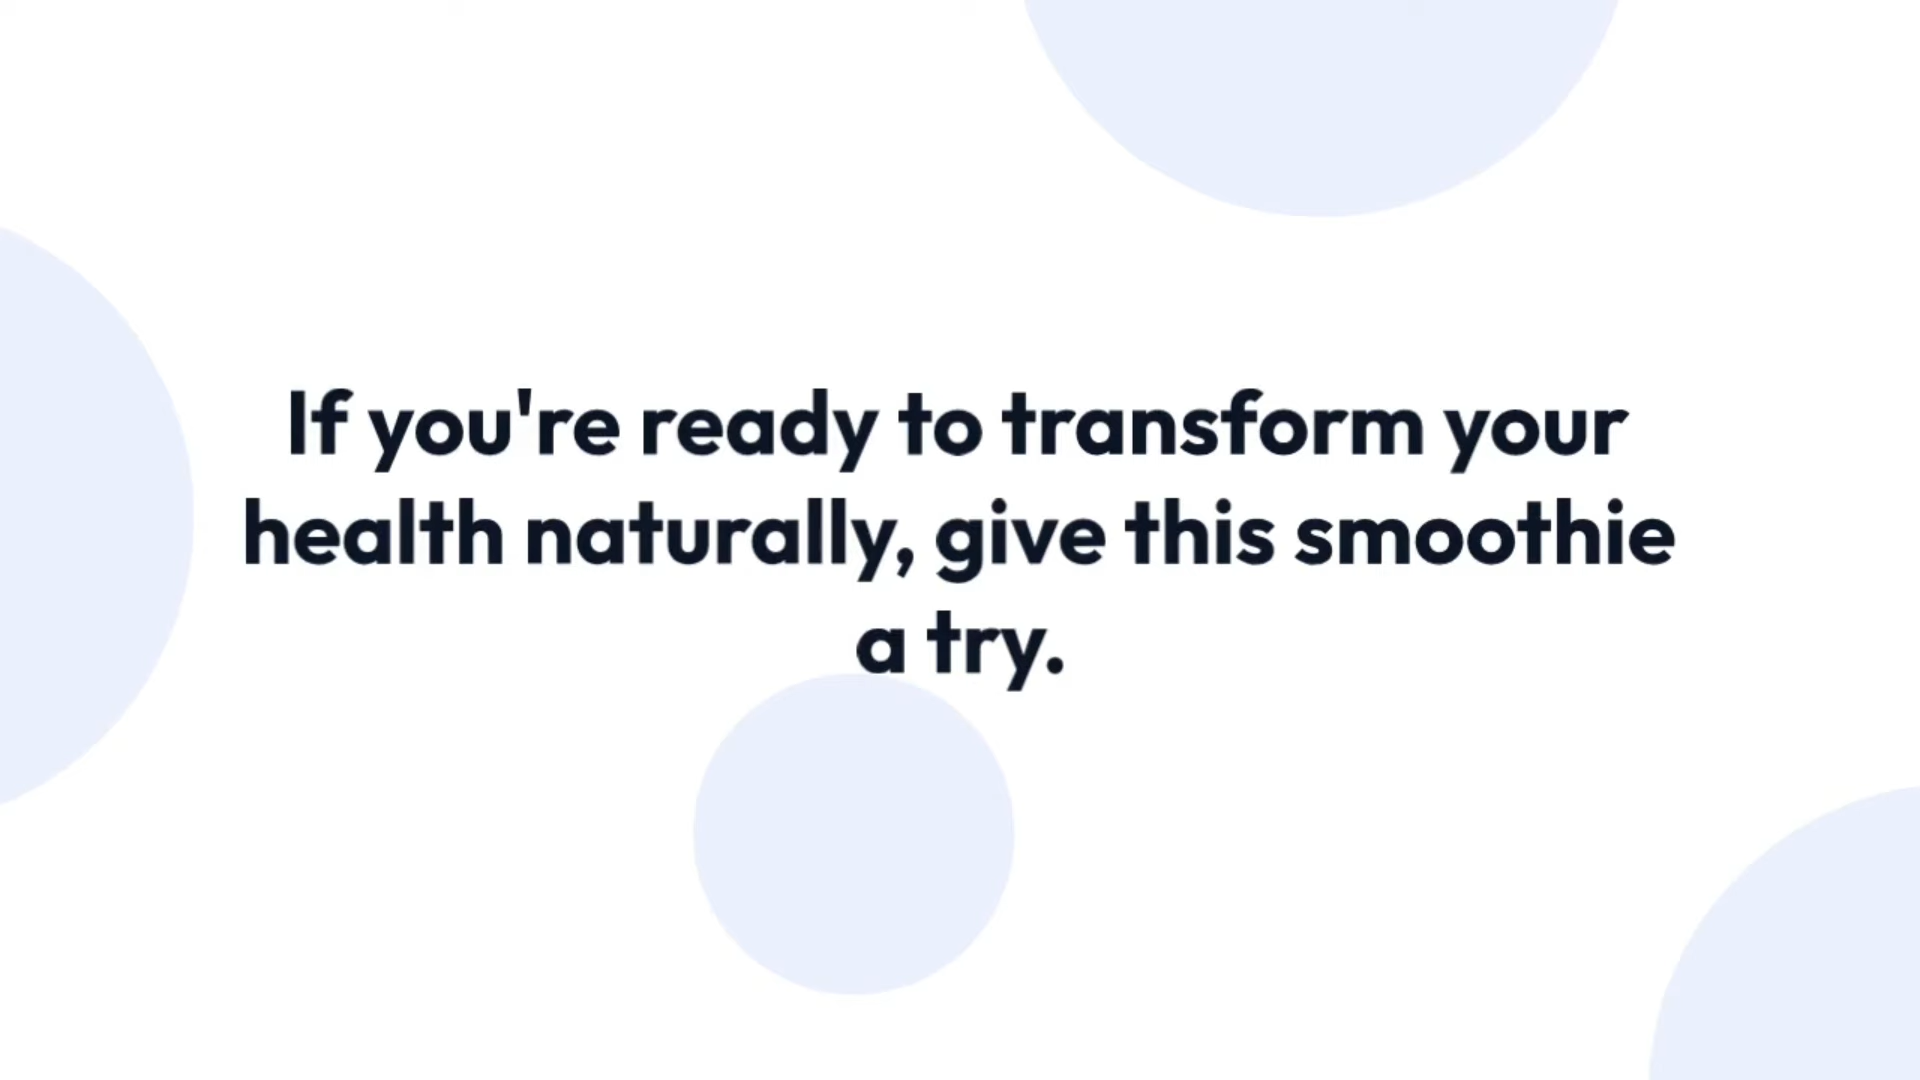 If you're ready to transform your
health naturally, give this smoothie
a try.